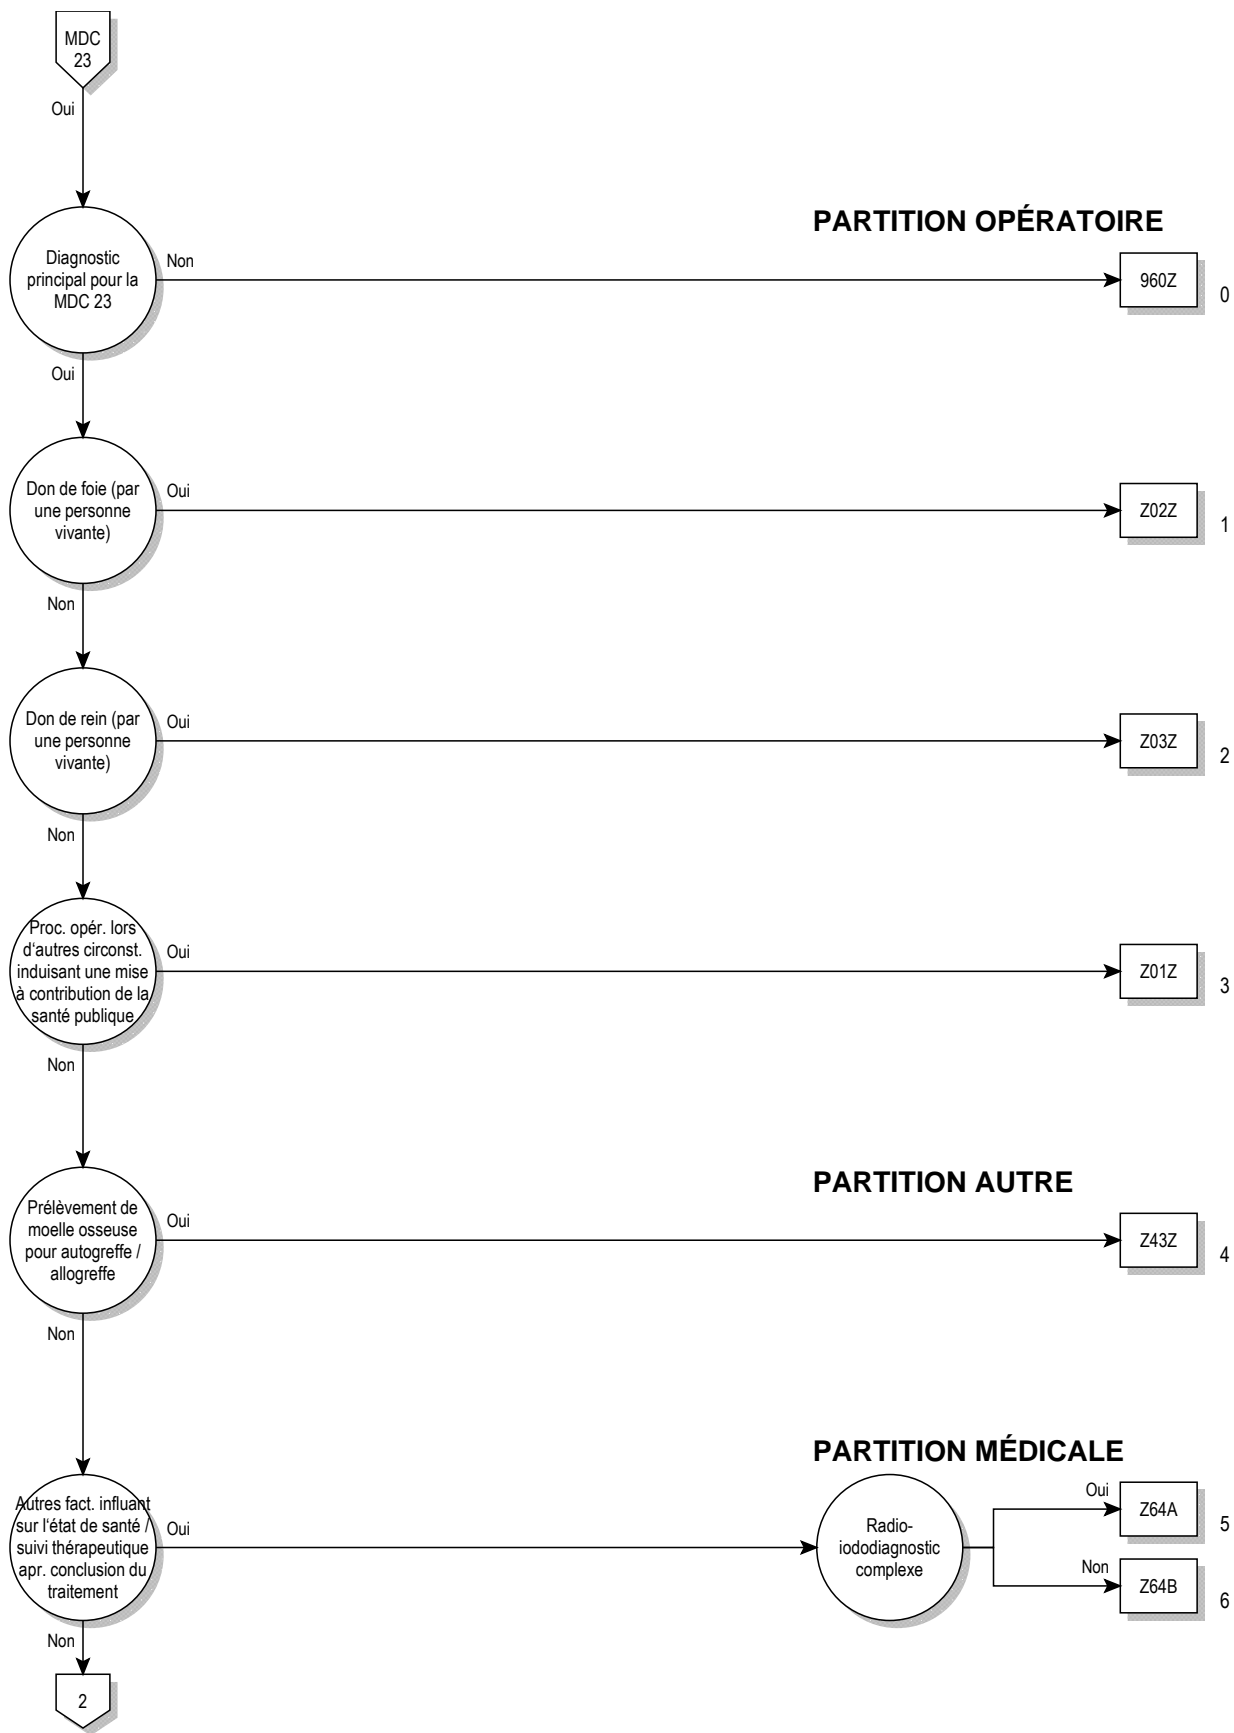 MDC
23
Oui
PARTITION OPÉRATOIRE
Diagnostic
principal pour la
MDC 23
Non
960Z
0
Oui
Don de foie (par
une personne
vivante)
Oui
Z02Z
1
Non
Don de rein (par
une personne
vivante)
Oui
Z03Z
2
Non
Proc. opér. lors
d‘autres circonst.
induisant une mise
à contribution de la
santé publique
Oui
Z01Z
3
Non
PARTITION AUTRE
Prélèvement de
moelle osseuse
pour autogreffe /
allogreffe
Oui
Z43Z
4
Non
PARTITION MÉDICALE
Autres fact. influant
sur l‘état de santé /
suivi thérapeutique
apr. conclusion du
traitement
Oui
Radio-
iododiagnostic
complexe
Oui
Z64A
5
Non
Z64B
6
Non
2